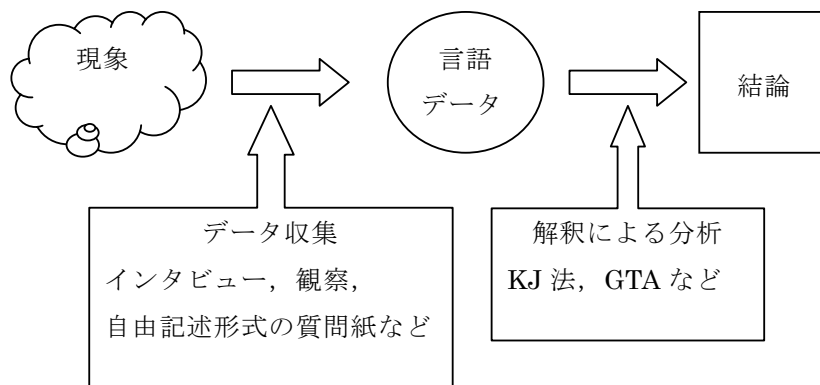 現象
言語
データ
結論
データ収集
インタビュー，観察，
自由記述形式の質問紙など
解釈による分析
KJ 法，GTA など